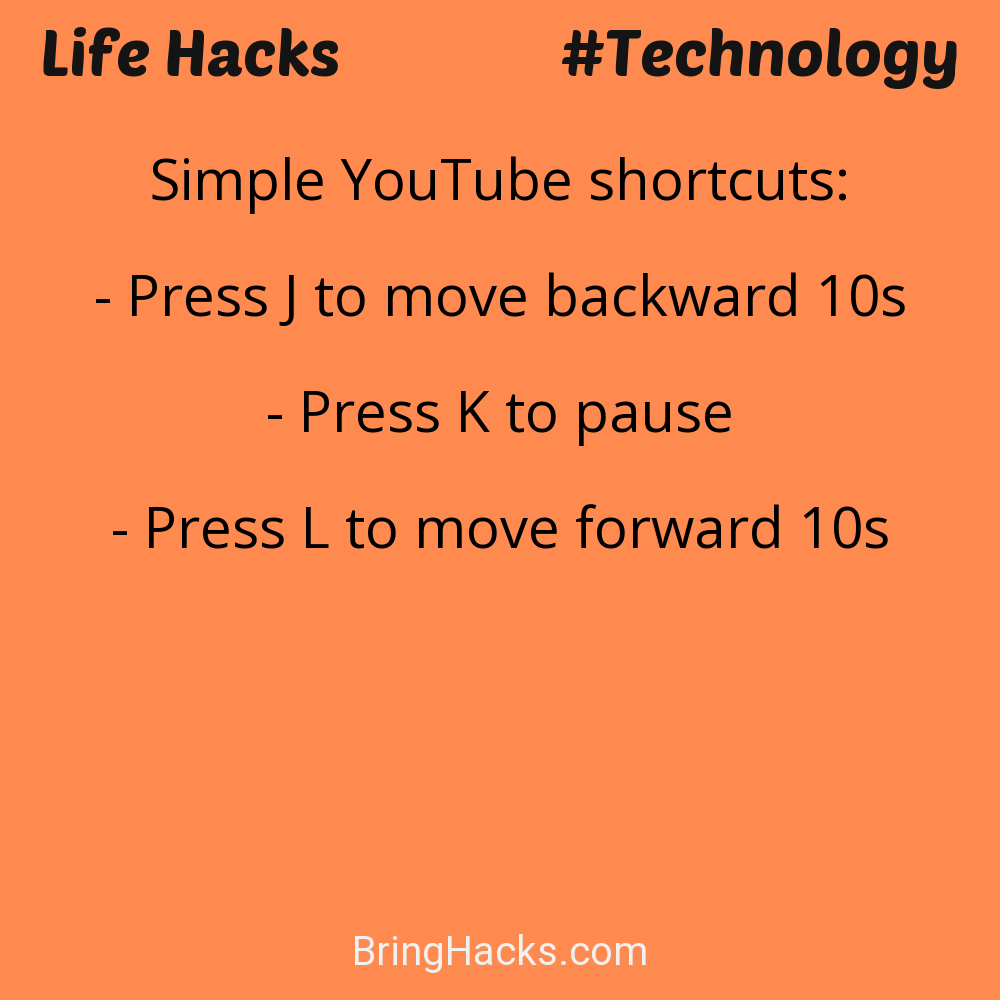 Life Hacks #Technology
Simple YouTube shortcuts:
- Press J to move backward 10s
- Press K to pause
- Press L to move forward 10s
BringHacks.com